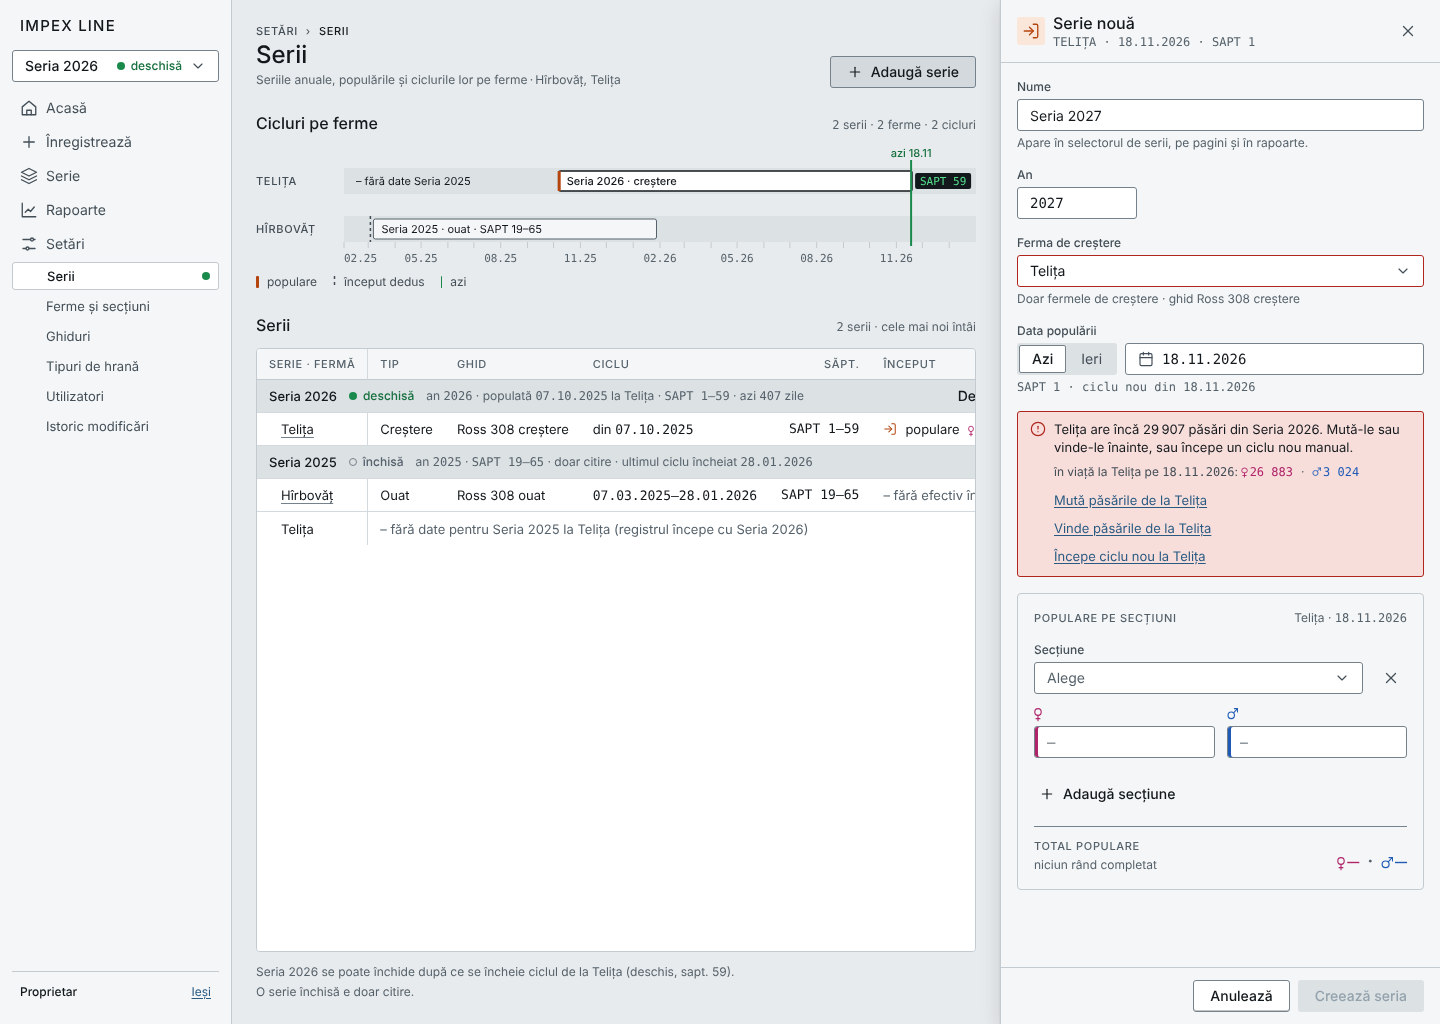 IMPEX LINE
Seria 2026 deschisă
Acasă
Înregistrează
Serie
Rapoarte
Setări
Serii
Ferme și secțiuni
Ghiduri
Tipuri de hrană
Utilizatori
Istoric modificări
Proprietar Ieși
SETĂRI › SERII
Serii
Seriile anuale, populările și ciclurile lor pe ferme · Hîrbovăț, Telița
+ Adaugă serie
Cicluri pe ferme 2 serii · 2 ferme · 2 cicluri
azi 18.11
TELIȚA – fără date Seria 2025 Seria 2026 · creștere SAPT 59
HÎRBOVĂȚ Seria 2025 · ouat · SAPT 19–65
02.25 05.25 08.25 11.25 02.26 05.26 08.26 11.26
populare început dedus azi
Serii 2 serii · cele mai noi întâi
SERIE · FERMĂ TIP GHID CICLU SĂPT. ÎNCEPUT
Seria 2026 deschisă an 2026 · populată 07.10.2025 la Telița · SAPT 1–59 · azi 407 zile De
Telița Creștere Ross 308 creștere din 07.10.2025 SAPT 1–59 populare ♀
Seria 2025 închisă an 2025 · SAPT 19–65 · doar citire · ultimul ciclu încheiat 28.01.2026
Hîrbovăț Ouat Ross 308 ouat 07.03.2025–28.01.2026 SAPT 19–65 – fără efectiv în
Telița – fără date pentru Seria 2025 la Telița (registrul începe cu Seria 2026)
Seria 2026 se poate închide după ce se încheie ciclul de la Telița (deschis, sapt. 59).
O serie închisă e doar citire.
Serie nouă
TELIȚA · 18.11.2026 · SAPT 1
Nume
Seria 2027
Apare în selectorul de serii, pe pagini și în rapoarte.
An
2027
Ferma de creștere
Telița
Doar fermele de creștere · ghid Ross 308 creștere
Data populării
Azi Ieri 18.11.2026
SAPT 1 · ciclu nou din 18.11.2026
Telița are încă 29 907 păsări din Seria 2026. Mută-le sau
vinde-le înainte, sau începe un ciclu nou manual.
în viață la Telița pe 18.11.2026: ♀26 883 · ♂3 024
Mută păsările de la Telița
Vinde păsările de la Telița
Începe ciclu nou la Telița
POPULARE PE SECȚIUNI Telița · 18.11.2026
Secțiune
Alege
♀ ♂
– –
+ Adaugă secțiune
TOTAL POPULARE
niciun rând completat ♀— · ♂—
Anulează Creează seria